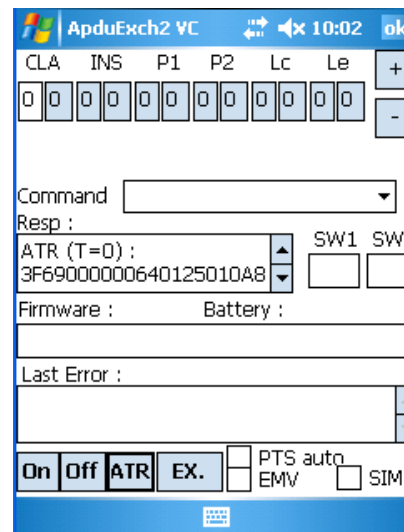 ApduExch2 VC 10:02 ok
CLA INS P1 P2 Lc Le
0 0 0 0 0 0 0 0 0 0 0 0
+
-
Command
Resp :
SW1 SW
ATR (T=0) :
3F69000000640125010A8
Firmware : Battery :
Last Error :
On Off ATR EX.
PTS auto
EMV
SIM